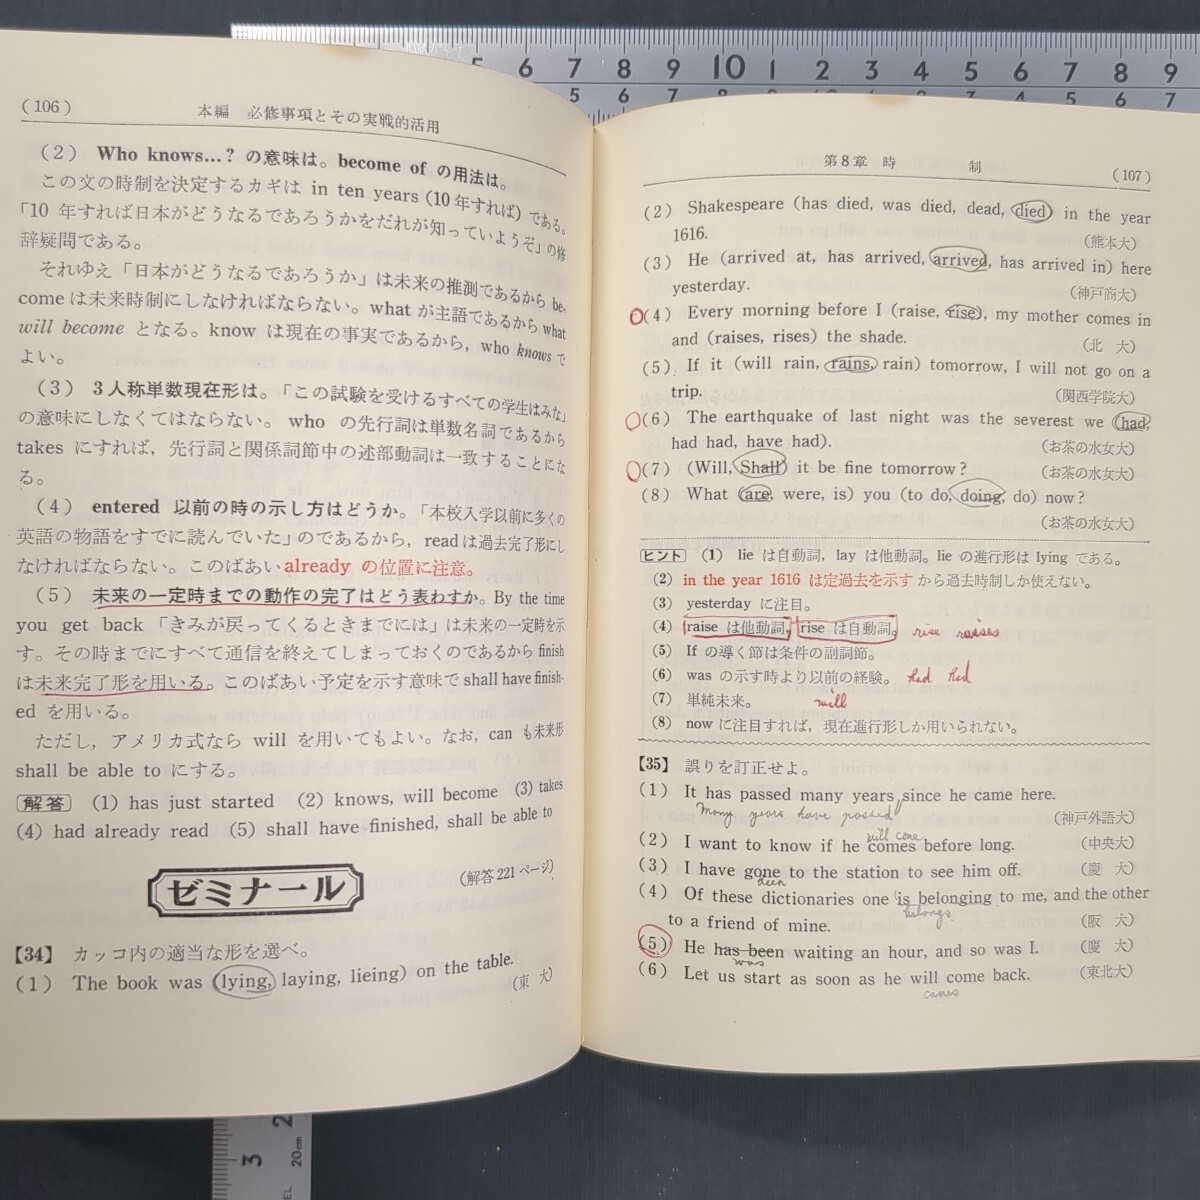 (106)
本編 必修事項とその実戦的活用
(2) Who knows…? の意味は。become of の用法は。
この文の時制を決定するカギは in ten years (10年すれば) である。
「10 年すれば日本がどうなるであろうかをだれが知っていようぞ」の修
辞疑問である。
それゆえ「日本がどうなるであろうか」は未来の推測であるから be-
come は未来時制にしなければならない。what が主語であるから what
will become となる。know は現在の事実であるから，who knows で
よい。
(3) 3人称単数現在形は。「この試験を受けるすべての学生はみな」
の意味にしなくてはならない。who の先行詞は単数名詞であるから
takes にすれば，先行詞と関係詞節中の述部動詞は一致することにな
る。
(4) entered 以前の時の示し方はどうか。「本校入学以前に多くの
英語の物語をすでに読んでいた」のであるから，read は過去完了形にし
なければならない。このばあい already の位置に注意。
(5) 未来の一定時までの動作の完了はどう表わすか。By the time
you get back 「きみが戻ってくるときまでには」は未来の一定時を示
す。その時までにすべて通信を終えてしまっておくのであるから finish
は未来完了形を用いる。このばあい予定を示す意味で shall have finish-
ed を用いる。
ただし，アメリカ式なら will を用いてもよい。なお，can も未来形
shall be able to にする。
解答 (1) has just started (2) knows, will become (3) takes
(4) had already read (5) shall have finished, shall be able to
ゼミナール
(解答 221 ページ)
【34】 カッコ内の適当な形を選べ。
(1) The book was (lying, laying, lieing) on the table.
(東 大)
第8章 時 制
(107)
(2) Shakespeare (has died, was died, dead, died) in the year
1616.
(熊本大)
(3) He (arrived at, has arrived, arrived, has arrived in) here
yesterday.
(神戸商大)
(4) Every morning before I (raise, rise), my mother comes in
and (raises, rises) the shade.
(北 大)
(5) If it (will rain, rains, rain) tomorrow, I will not go on a
trip.
(関西学院大)
(6) The earthquake of last night was the severest we (had,
had had, have had).
(お茶の水女大)
(7) (Will, Shall) it be fine tomorrow?
(お茶の水女大)
(8) What (are, were, is) you (to do, doing, do) now?
(お茶の水女大)
ヒント (1) lie は自動詞，lay は他動詞。lie の進行形は lying である。
(2) in the year 1616 は定過去を示すから過去時制しか使えない。
(3) yesterday に注目。
(4) raise は他動詞，rise は自動詞。 rise raises
(5) If の導く節は条件の副詞節。
(6) was の示す時より以前の経験。 had had
(7) 単純未来。 will
(8) now に注目すれば，現在進行形しか用いられない。
【35】 誤りを訂正せよ。
(1) It has passed many years since he came here.
Many years have passed
(神戸外語大)
will come
(2) I want to know if he comes before long.
(中央大)
(3) I have gone to the station to see him off.
(慶 大)
been
(4) Of these dictionaries one is belonging to me, and the other
belongs
to a friend of mine.
(阪 大)
(5) He has been waiting an hour, and so was I.
(慶 大)
was
(6) Let us start as soon as he will come back.
(東北大)
comes
5 6 7 8 9 10 1 2 3 4 5 6 7 8 9
5 6 7 8 9 10 1 2 3 4 5 6 7
3 2
20cm